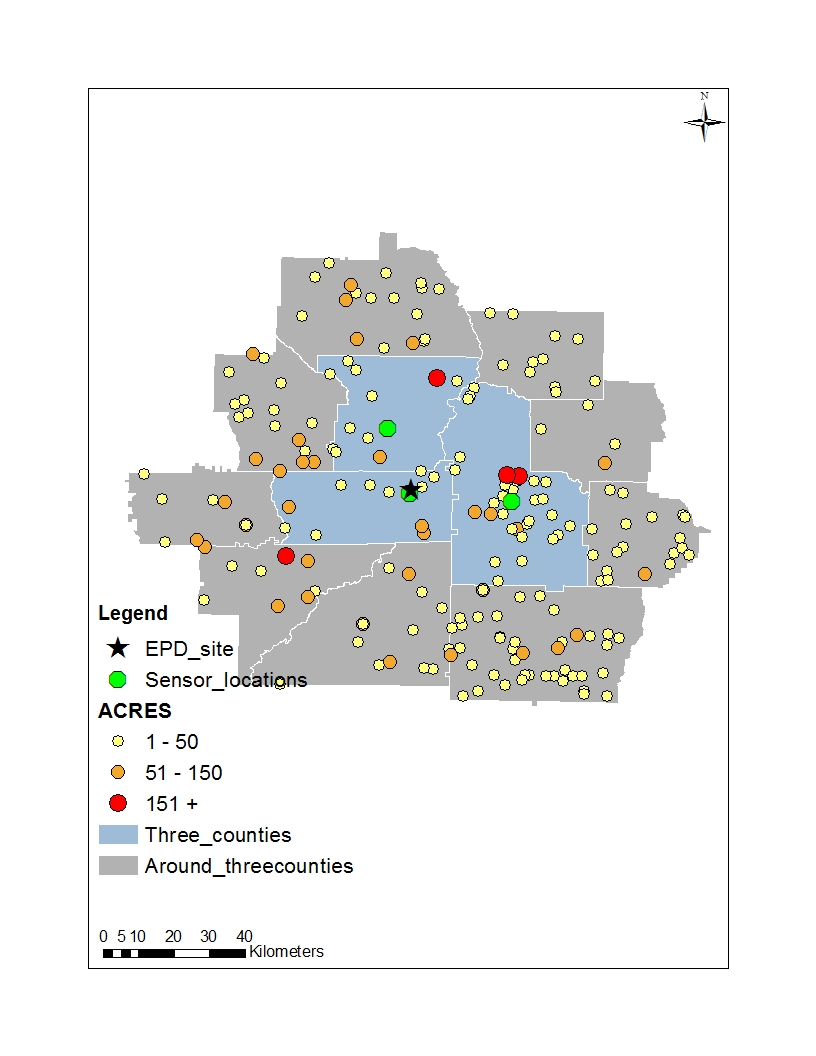 N
Legend
EPD_site
Sensor_locations
ACRES
1 - 50
51 - 150
151 +
Three_counties
Around_threecounties
0 5 10 20 30 40
Kilometers